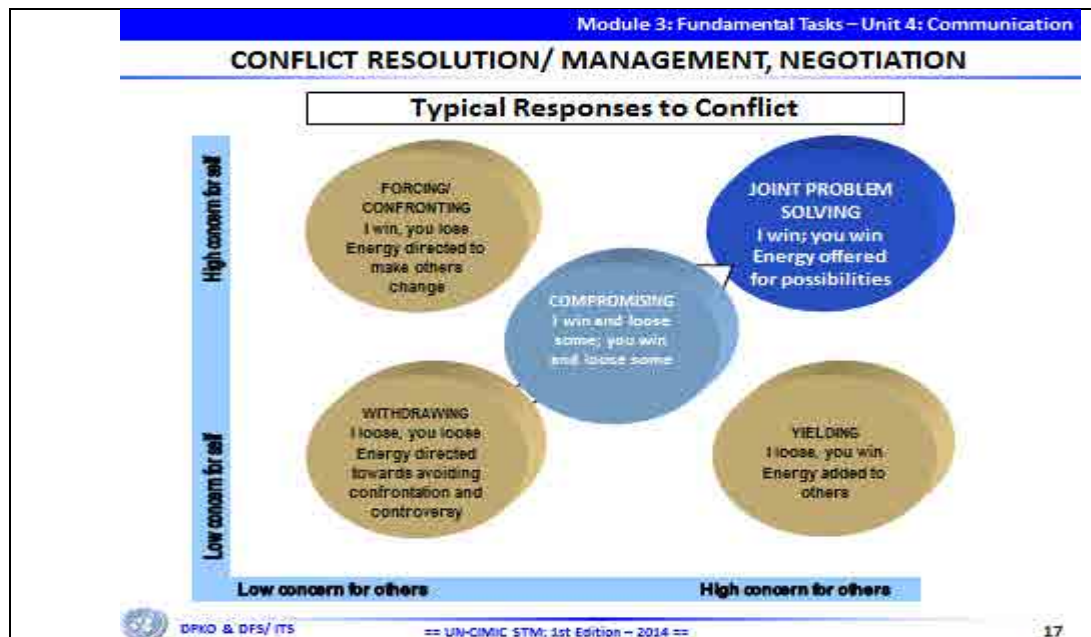 Module 3: Fundamental Tasks – Unit 4: Communication
CONFLICT RESOLUTION/ MANAGEMENT, NEGOTIATION
Typical Responses to Conflict
High concern for self
Low concern for self
FORCING/
CONFRONTING
I win, you lose
Energy directed to
make others
change
JOINT PROBLEM
SOLVING
I win; you win
Energy offered
for possibilities
COMPROMISING
I win and loose
some; you win
and loose some
WITHDRAWING
I loose, you loose
Energy directed
towards avoiding
confrontation and
controversy
YIELDING
I loose, you win
Energy added to
others
Low concern for others
High concern for others
DPKO & DFS/ ITS
== UN-CIMIC STM: 1st Edition – 2014 ==
17